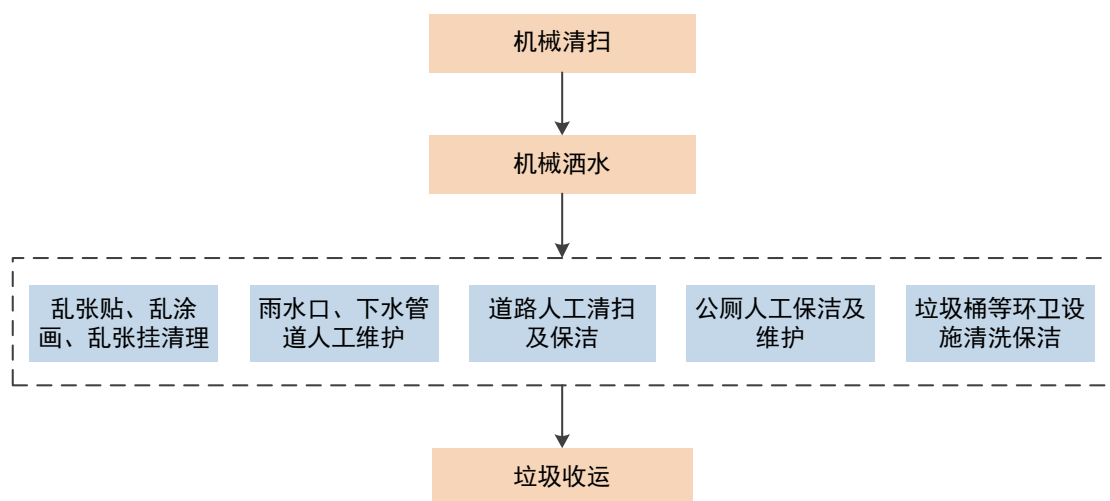 机械清扫
机械洒水
乱张贴、乱涂
画、乱张挂清理
雨水口、下水管
道人工维护
道路人工清扫
及保洁
公厕人工保洁及
维护
垃圾桶等环卫设
施清洗保洁
垃圾收运